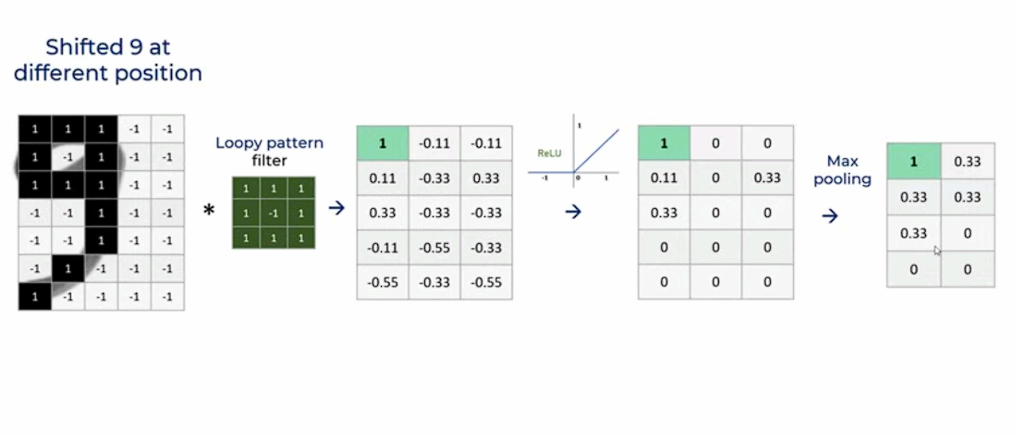 Shifted 9 at
different position
1 1 1 -1 -1
1 -1 1 -1 -1
1 1 1 -1 -1
-1 -1 1 -1 -1
-1 -1 1 -1 -1
-1 1 -1 -1 -1
1 -1 -1 -1 -1
Loopy pattern
filter
*
1 1 1
1 -1 1
1 1 1
→
1 -0.11 -0.11
0.11 -0.33 0.33
0.33 -0.33 -0.33
-0.11 -0.55 -0.33
-0.55 -0.33 -0.55
1
ReLU
-1 0 1
→
1 0 0
0.11 0 0.33
0.33 0 0
0 0 0
0 0 0
Max
pooling
→
1 0.33
0.33 0.33
0.33 0
0 0